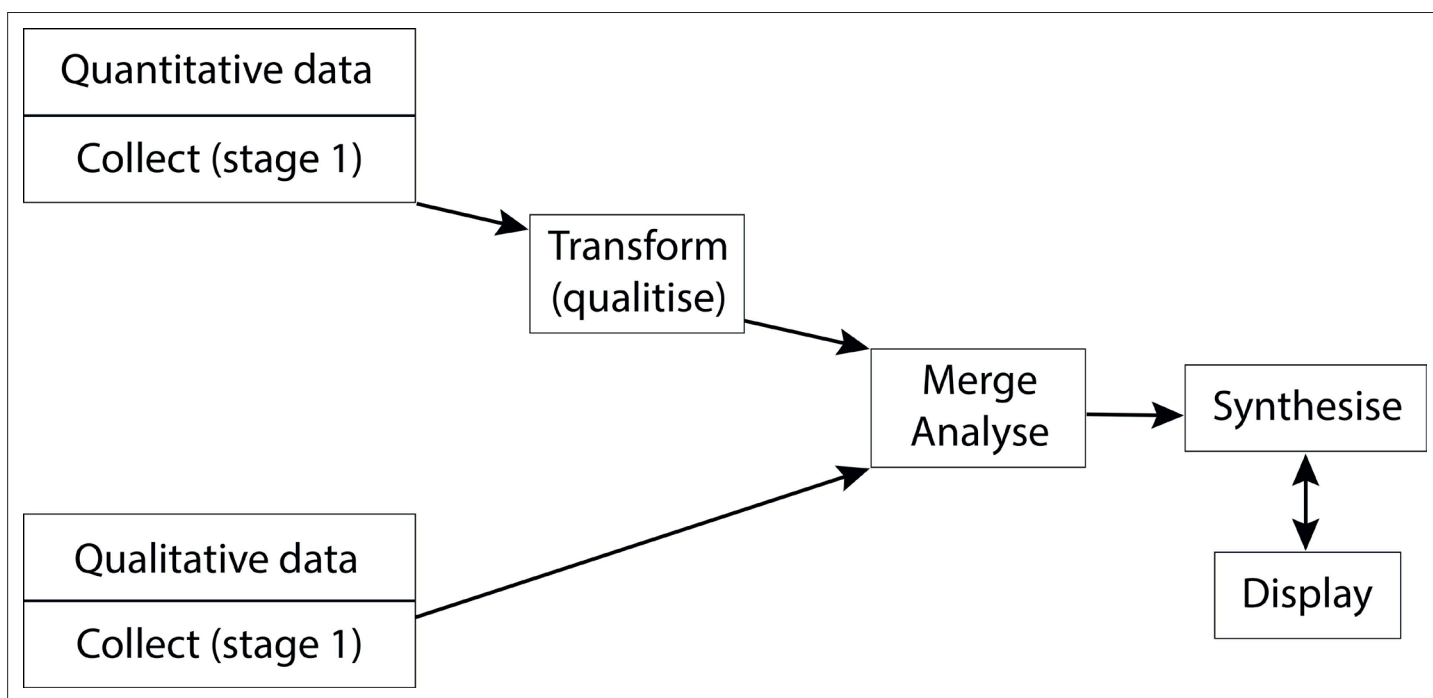 Quantitative data
Collect (stage 1)
Transform
(qualitise)
Merge
Analyse
Synthesise
Qualitative data
Collect (stage 1)
Display